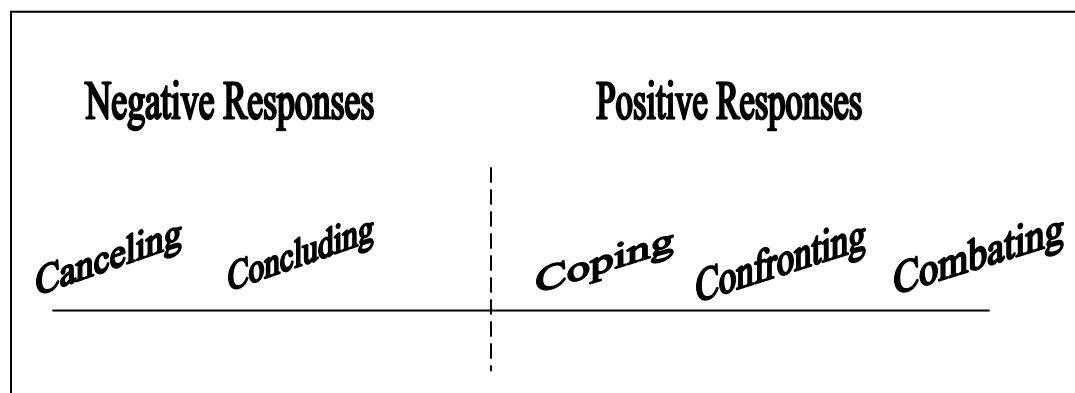 Negative Responses
Positive Responses
Canceling
Concluding
Coping
Confronting
Combating